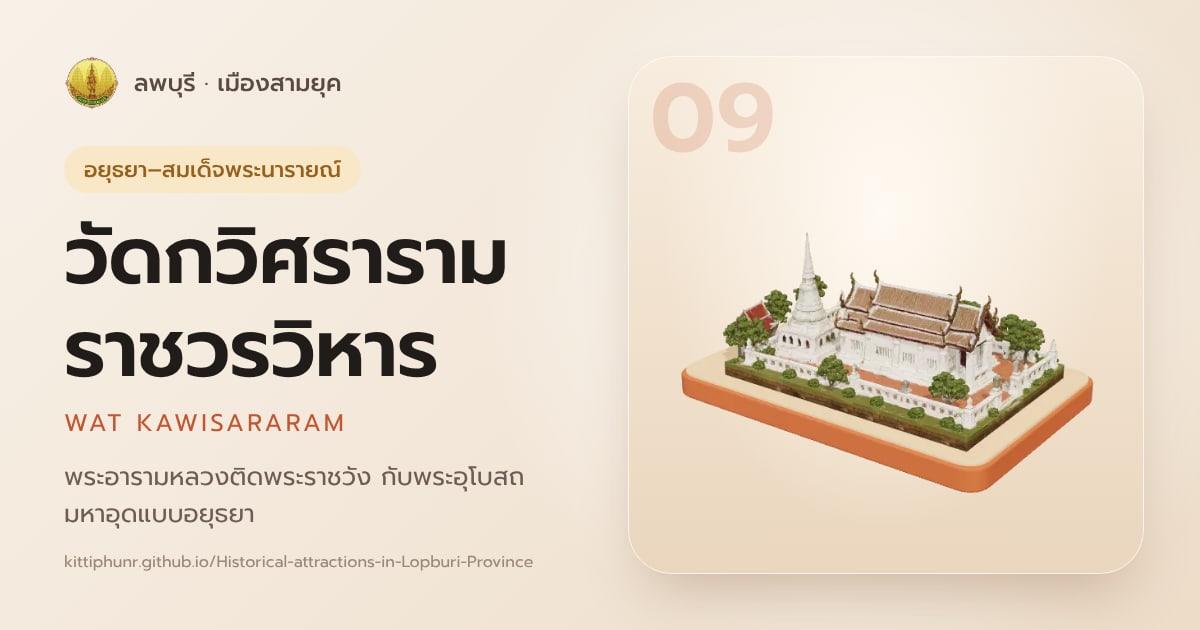 ลพบุรี · เมืองสามยุค
อยุธยา–สมเด็จพระนารายณ์
วัดกวิศราราม
ราชวรวิหาร
WAT KAWISARARAM
พระอารามหลวงติดพระราชวัง กับพระอุโบสถ
มหาอุดแบบอยุธยา
kittiphunr.github.io/Historical-attractions-in-Lopburi-Province
09